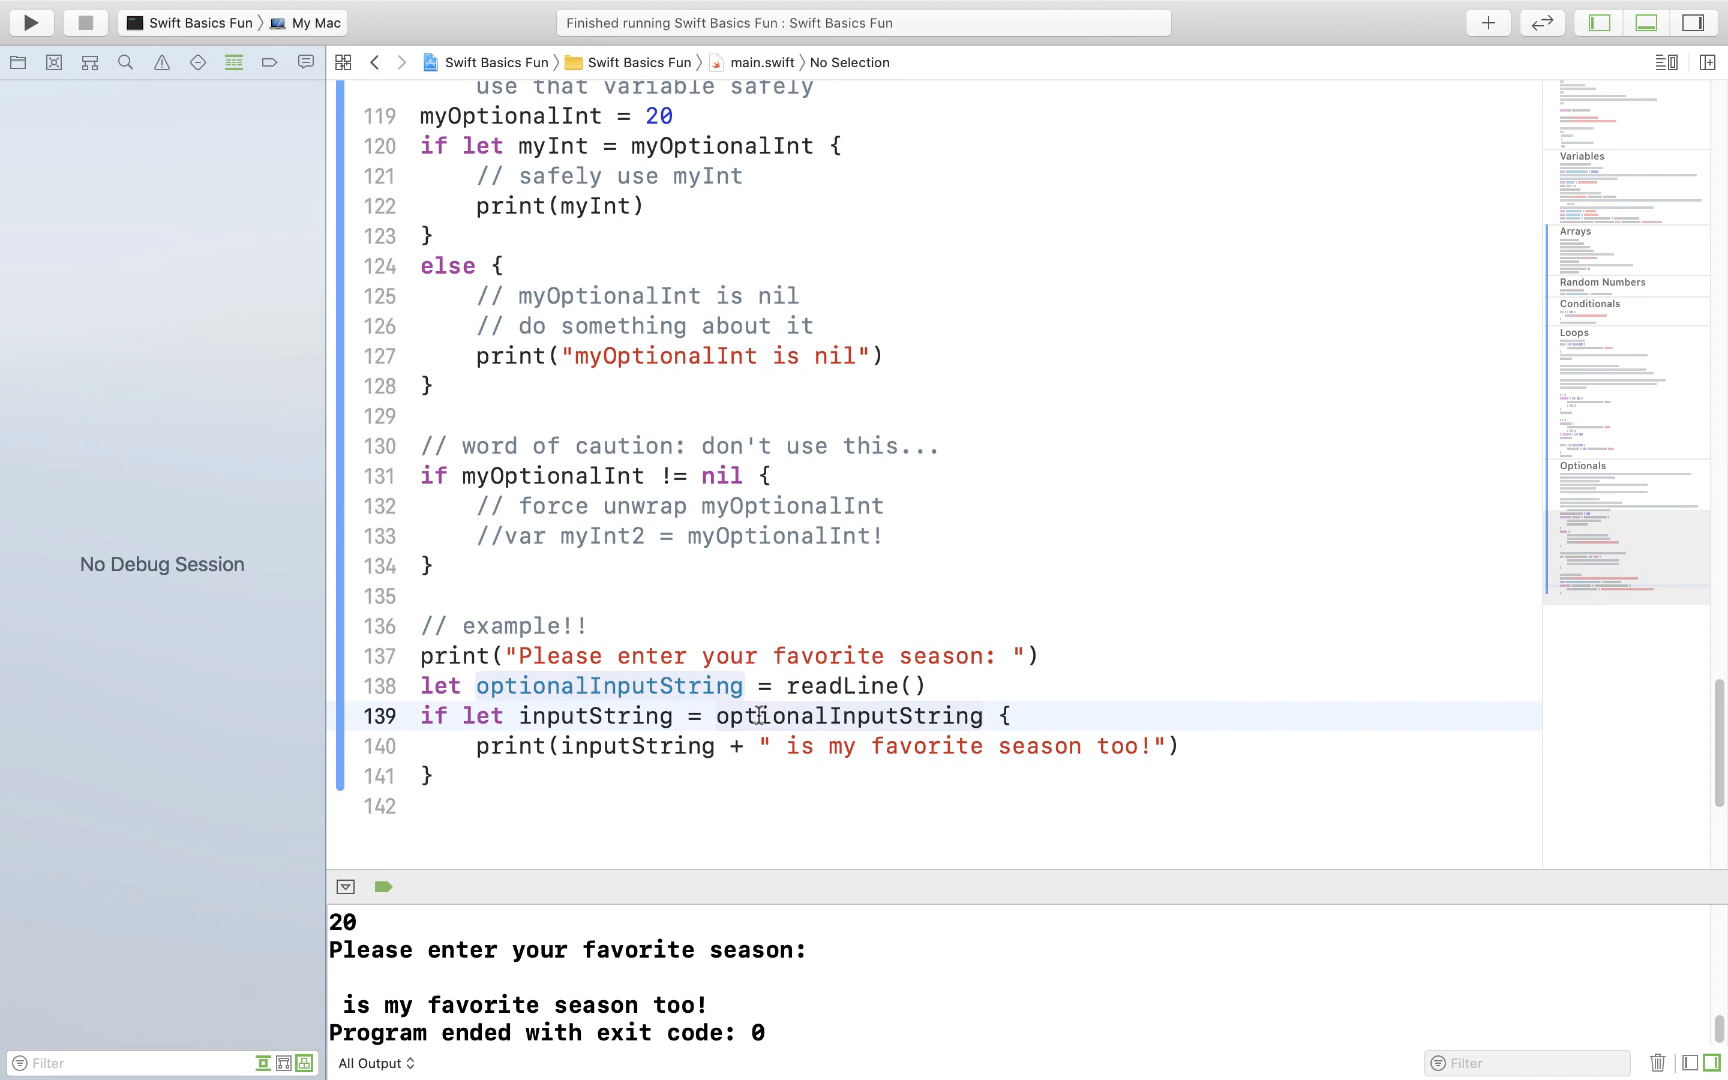 Swift Basics Fun 〉 My Mac
Finished running Swift Basics Fun : Swift Basics Fun
Swift Basics Fun 〉 Swift Basics Fun 〉 main.swift 〉 No Selection
use that variable safely
119 myOptionalInt = 20
120 if let myInt = myOptionalInt {
121 // safely use myInt
122 print(myInt)
123 }
124 else {
125 // myOptionalInt is nil
126 // do something about it
127 print("myOptionalInt is nil")
128 }
129
130 // word of caution: don't use this...
131 if myOptionalInt != nil {
132 // force unwrap myOptionalInt
133 //var myInt2 = myOptionalInt!
134 }
135
136 // example!!
137 print("Please enter your favorite season: ")
138 let optionalInputString = readLine()
139 if let inputString = optionalInputString {
140 print(inputString + " is my favorite season too!")
141 }
142
Variables
Arrays
Random Numbers
Conditionals
Loops
Optionals
No Debug Session
20
Please enter your favorite season:
is my favorite season too!
Program ended with exit code: 0
Filter
All Output
Filter